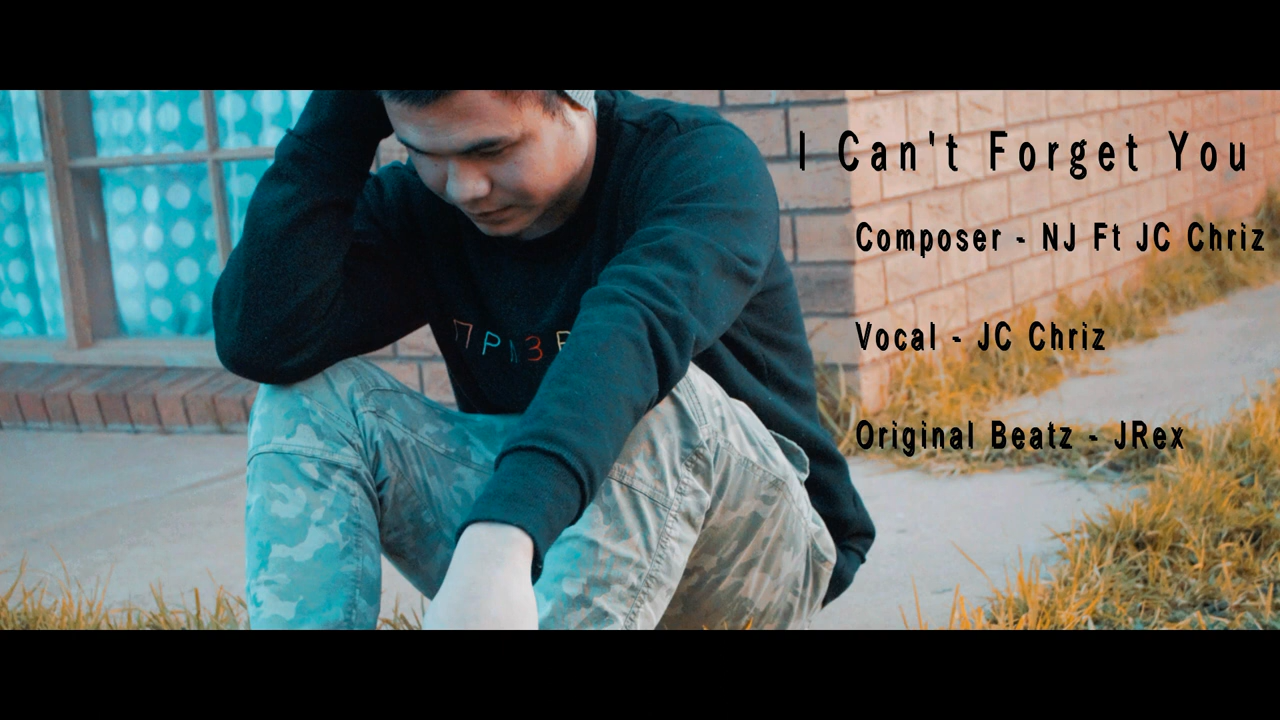 I Can't Forget You
Composer - NJ Ft JC Chriz
Vocal - JC Chriz
Original Beatz - JRex